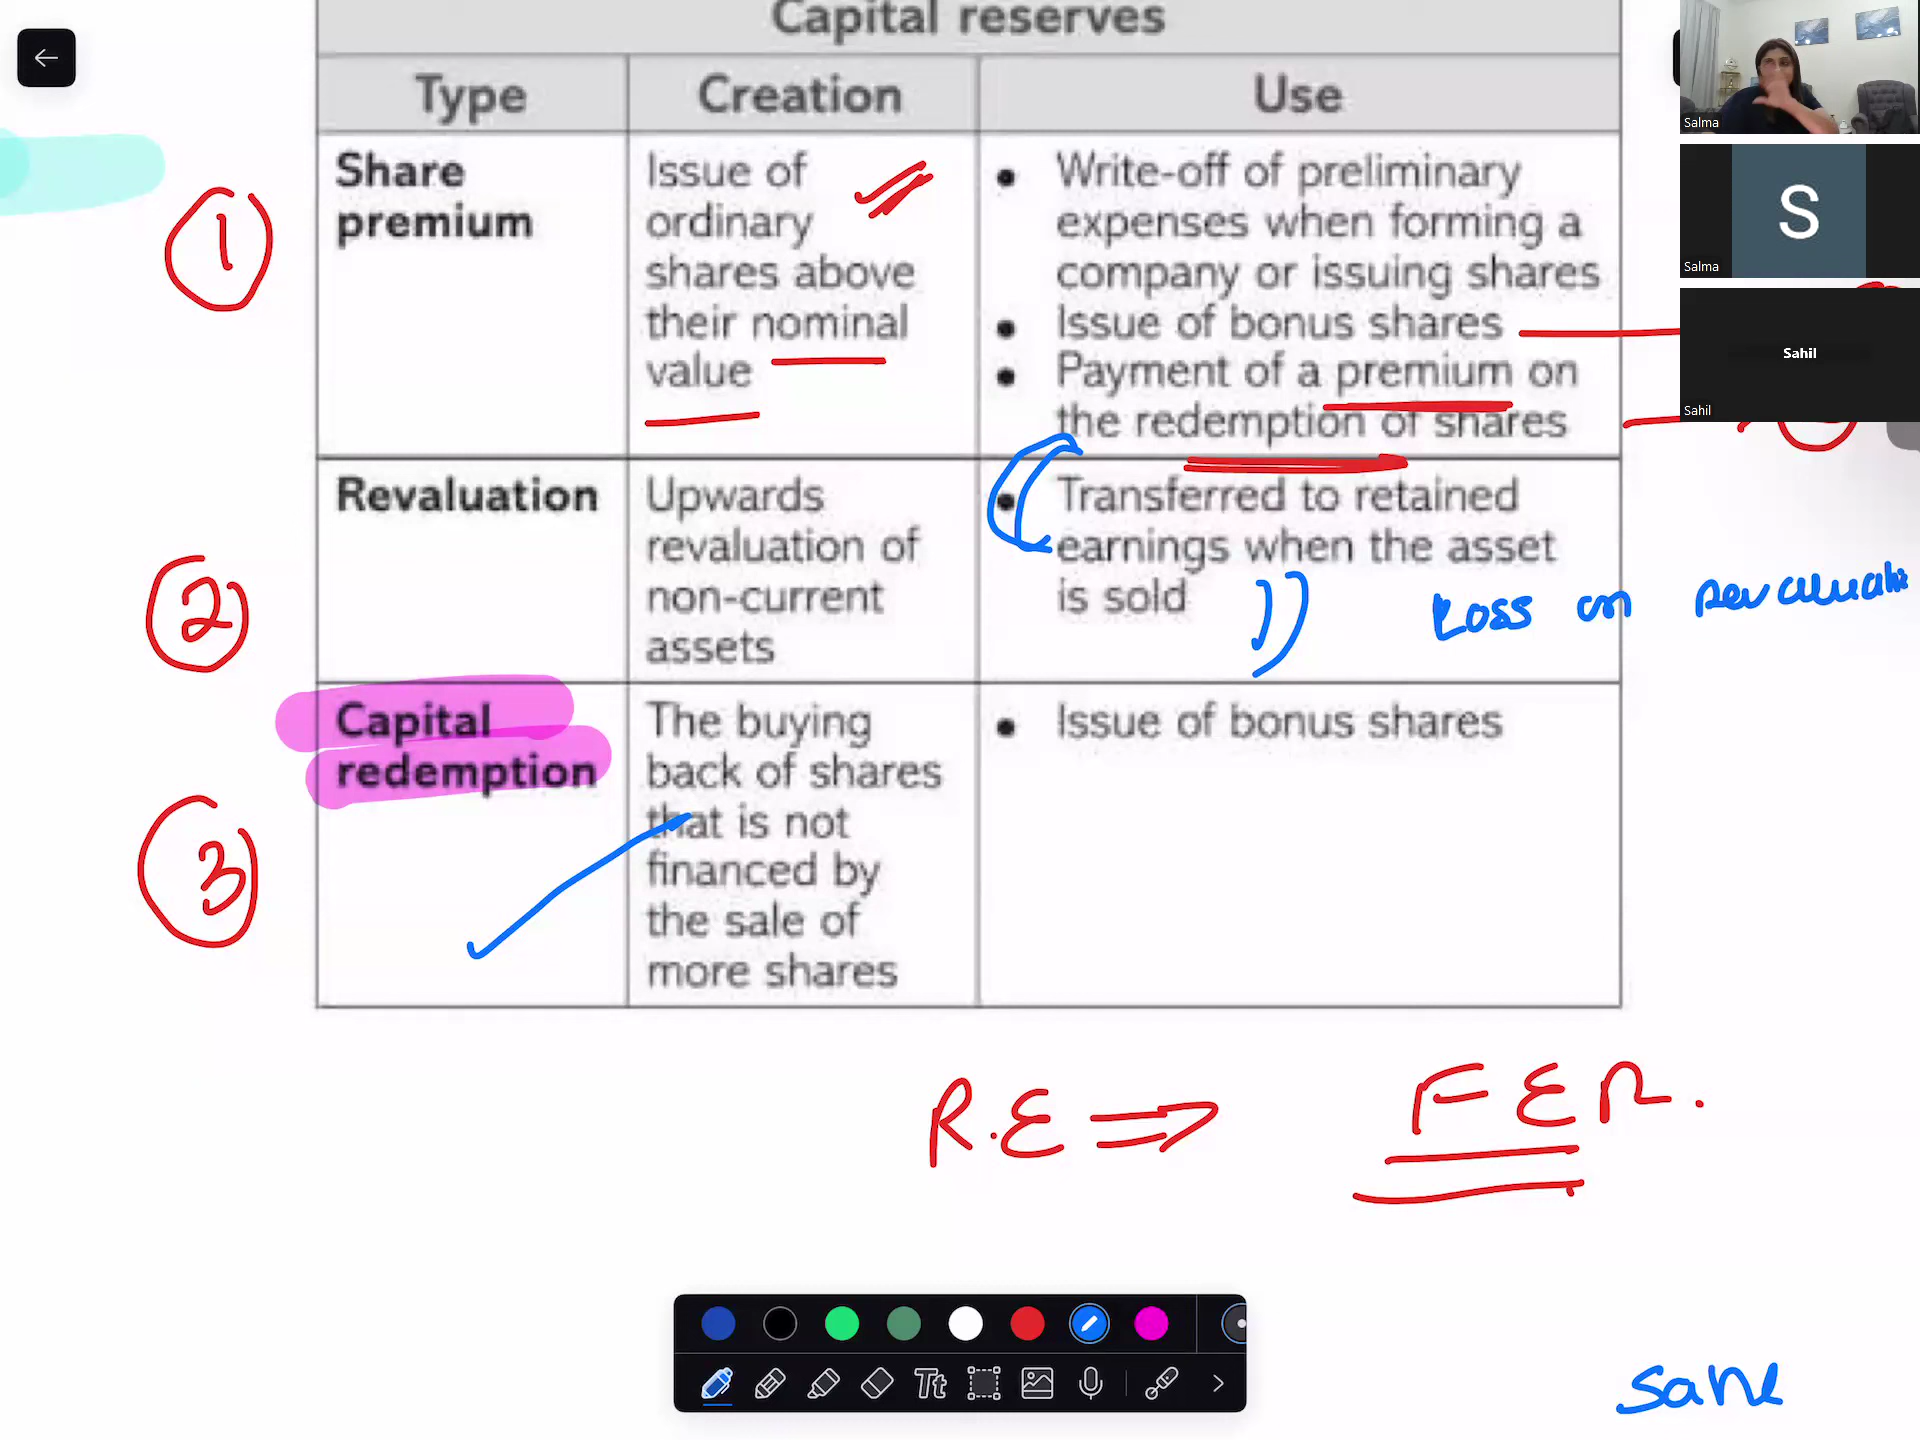 Capital reserves
Type
Creation
Use
Share
premium
Issue of
ordinary
shares above
their nominal
value
Write-off of preliminary
expenses when forming a
company or issuing shares
Issue of bonus shares
Payment of a premium on
the redemption of shares
Revaluation
Upwards
revaluation of
non-current
assets
Transferred to retained
earnings when the asset
is sold
Loss on
Capital
redemption
The buying
back of shares
that is not
financed by
the sale of
more shares
Issue of bonus shares
1
2
3
R.E ⇒ FER.
same
Tt
Salma
S
Salma
Sahil
Sahil